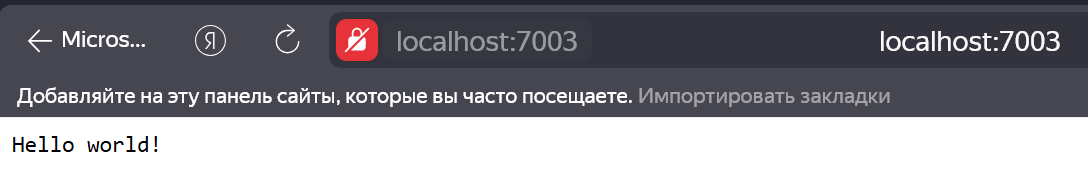 Micros... Я localhost:7003 localhost:7003
Добавляйте на эту панель сайты, которые вы часто посещаете. Импортировать закладки
Hello world!